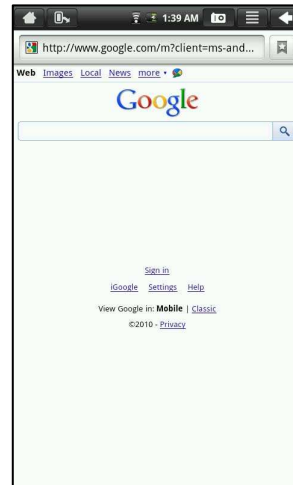 1:39 AM
http://www.google.com/m?client=ms-and...
Web Images Local News more
Google
Sign in
iGoogle Settings Help
View Google in: Mobile | Classic
©2010 - Privacy